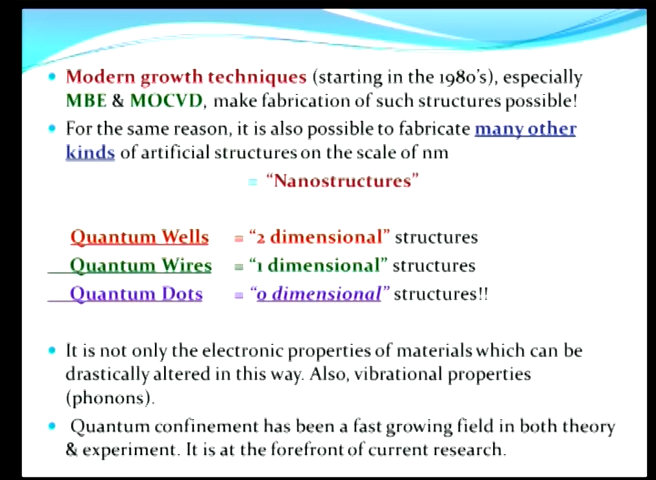 • Modern growth techniques (starting in the 1980's), especially
MBE & MOCVD, make fabrication of such structures possible!
• For the same reason, it is also possible to fabricate many other
kinds of artificial structures on the scale of nm
= “Nanostructures”
Quantum Wells = “2 dimensional” structures
Quantum Wires = “1 dimensional” structures
Quantum Dots = “0 dimensional” structures!!
• It is not only the electronic properties of materials which can be
drastically altered in this way. Also, vibrational properties
(phonons).
• Quantum confinement has been a fast growing field in both theory
& experiment. It is at the forefront of current research.